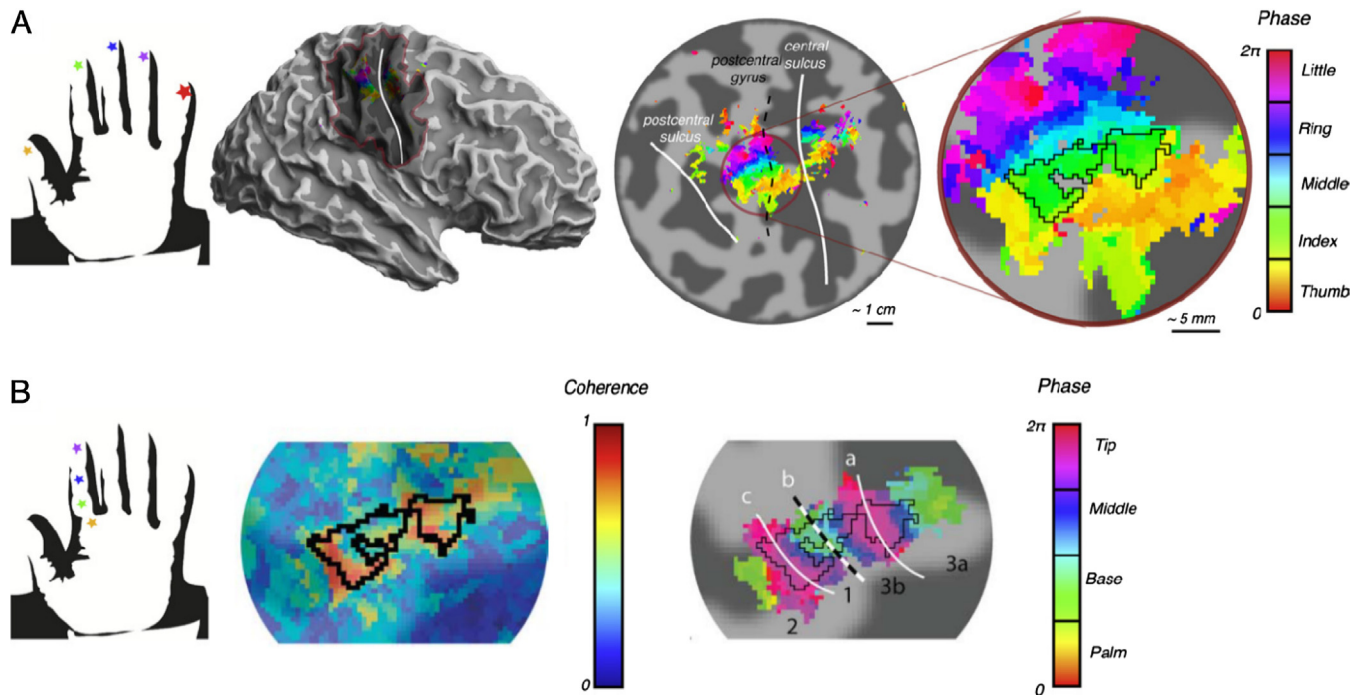 A
postcentral
gyrus
central
sulcus
postcentral
sulcus
~ 1 cm
~ 5 mm
Phase
2π
Little
Ring
Middle
Index
Thumb
0
B
Coherence
1
0
a
b
c
3a
3b
1
2
Phase
2π
Tip
Middle
Base
Palm
0